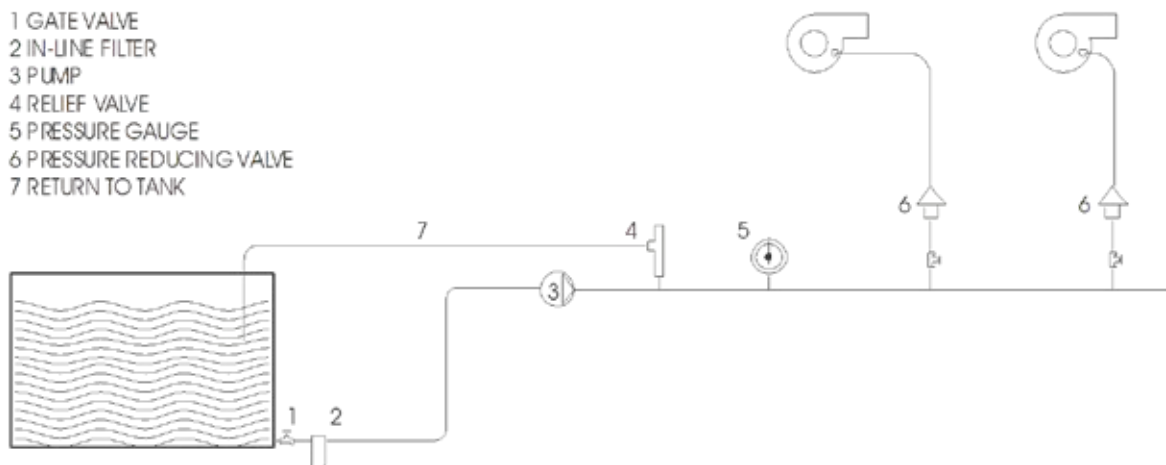 1 GATE VALVE
2 IN-LINE FILTER
3 PUMP
4 RELIEF VALVE
5 PRESSURE GAUGE
6 PRESSURE REDUCING VALVE
7 RETURN TO TANK
6
6
7
4
5
3
1
2